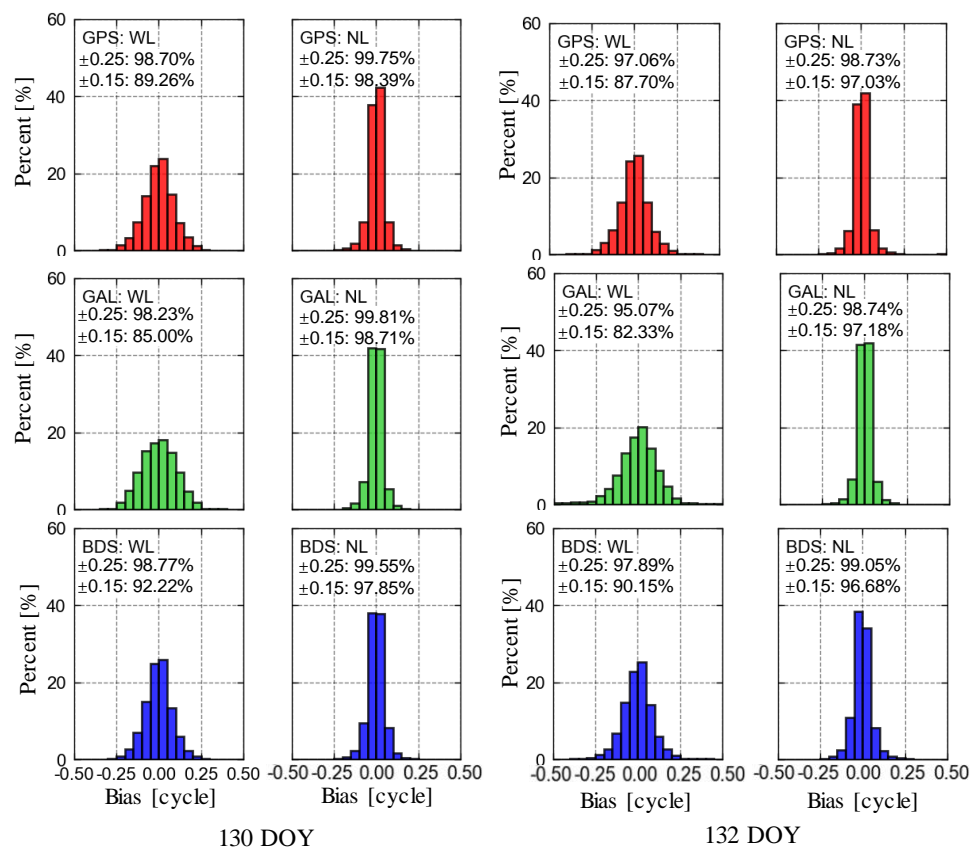 60
40
20
0
Percent [%]
GPS: WL
±0.25: 98.70%
±0.15: 89.26%
GPS: NL
±0.25: 99.75%
±0.15: 98.39%
60
40
20
0
Percent [%]
GPS: WL
±0.25: 97.06%
±0.15: 87.70%
GPS: NL
±0.25: 98.73%
±0.15: 97.03%
60
40
20
0
Percent [%]
GAL: WL
±0.25: 98.23%
±0.15: 85.00%
GAL: NL
±0.25: 99.81%
±0.15: 98.71%
60
40
20
0
Percent [%]
GAL: WL
±0.25: 95.07%
±0.15: 82.33%
GAL: NL
±0.25: 98.74%
±0.15: 97.18%
60
40
20
0
Percent [%]
BDS: WL
±0.25: 98.77%
±0.15: 92.22%
BDS: NL
±0.25: 99.55%
±0.15: 97.85%
60
40
20
0
Percent [%]
BDS: WL
±0.25: 97.89%
±0.15: 90.15%
BDS: NL
±0.25: 99.05%
±0.15: 96.68%
-0.50 -0.25 0.00 0.25 0.50
-0.25 0.00 0.25 0.50
-0.50 -0.25 0.00 0.25 0.50
-0.25 0.00 0.25 0.50
Bias [cycle]
Bias [cycle]
Bias [cycle]
Bias [cycle]
130 DOY
132 DOY